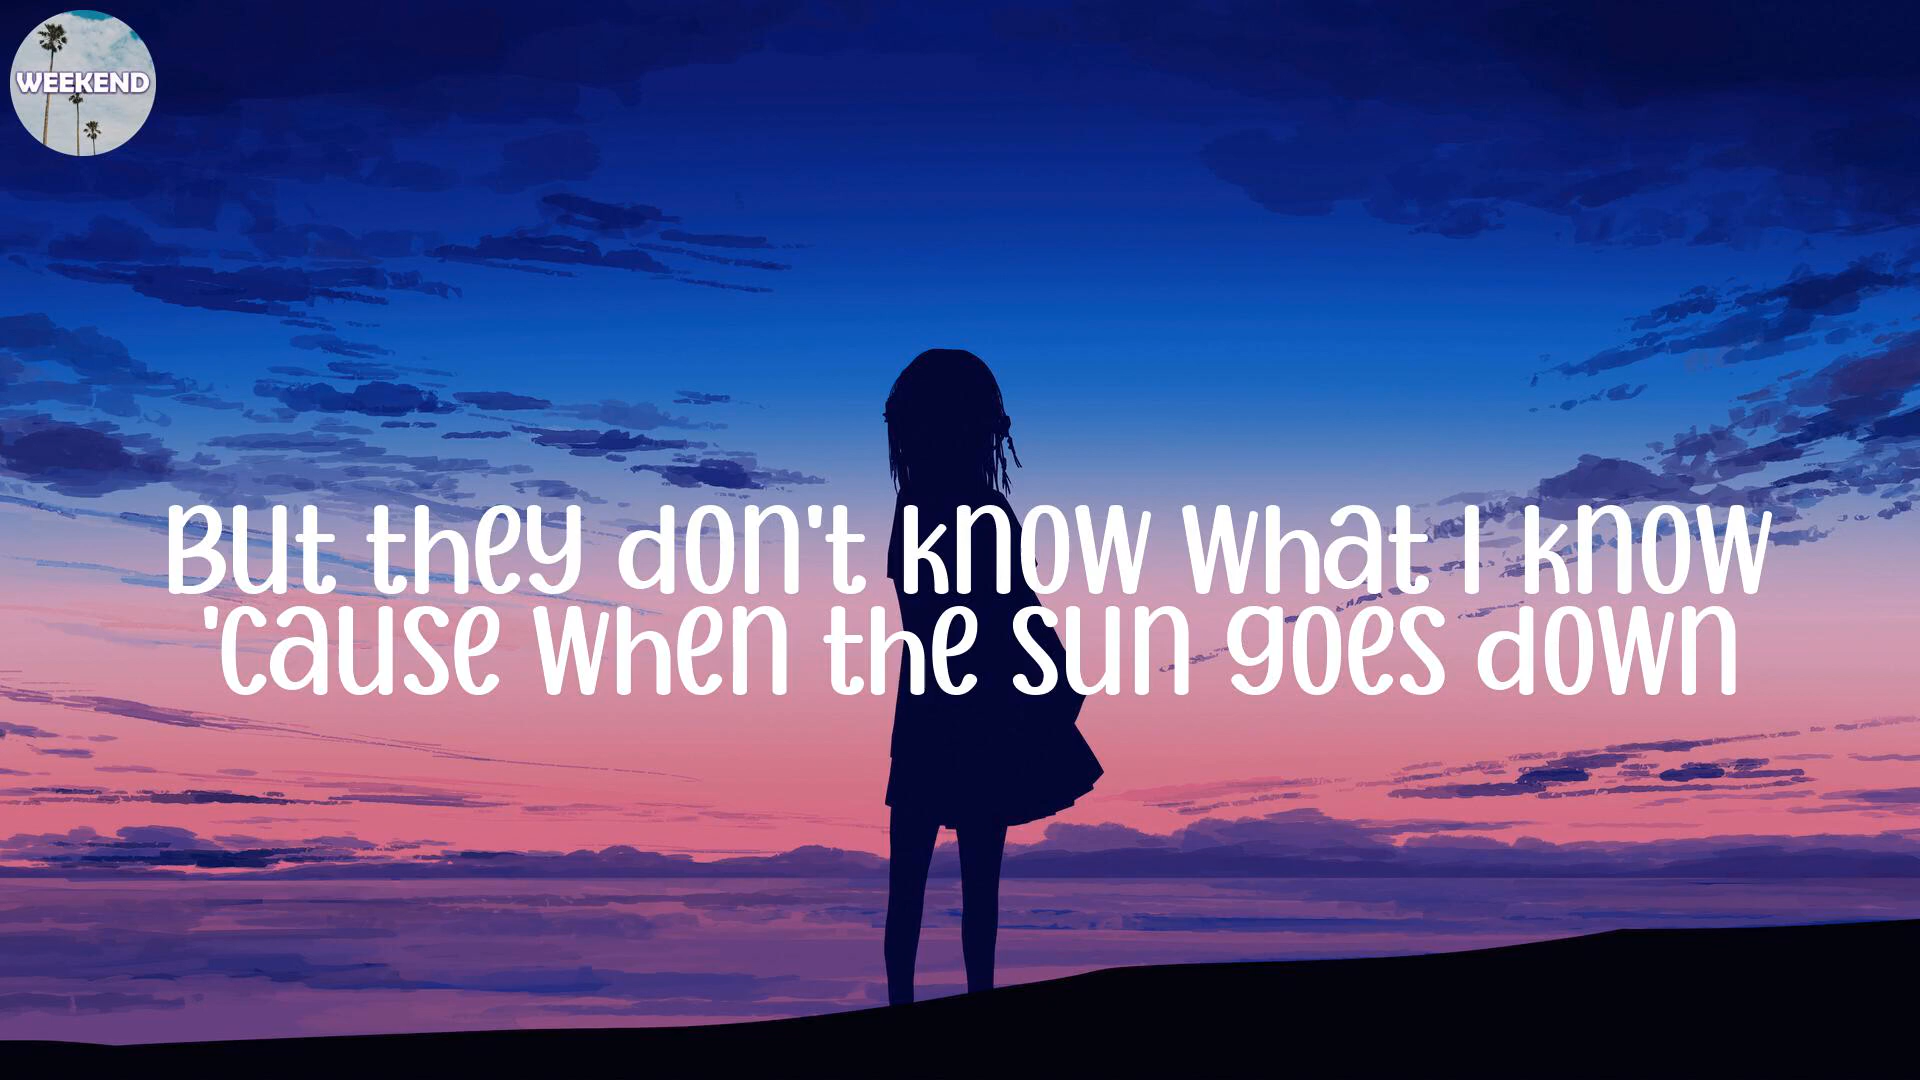 WEEKEND
But they don't know what I know
'cause when the sun goes down